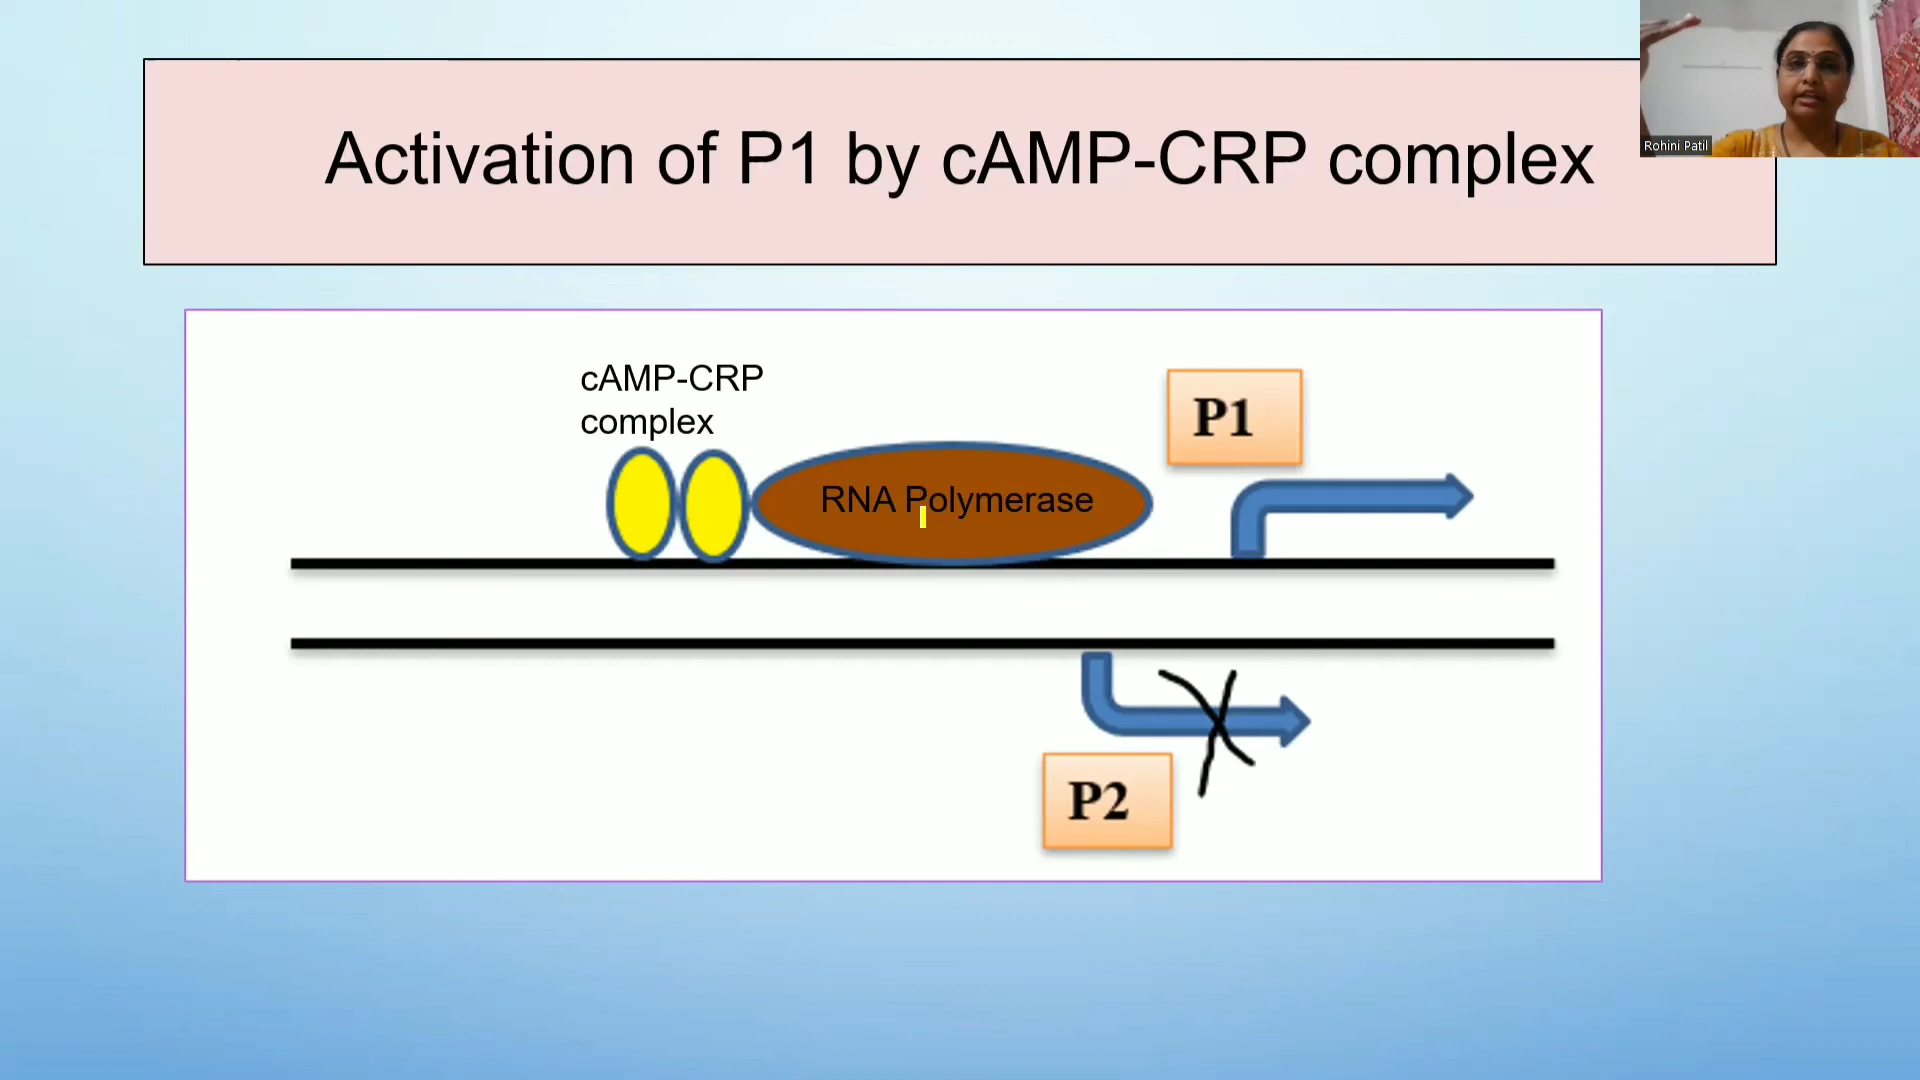 Activation of P1 by cAMP-CRP complex
Rohini Patil
cAMP-CRP
complex
P1
RNA Polymerase
P2